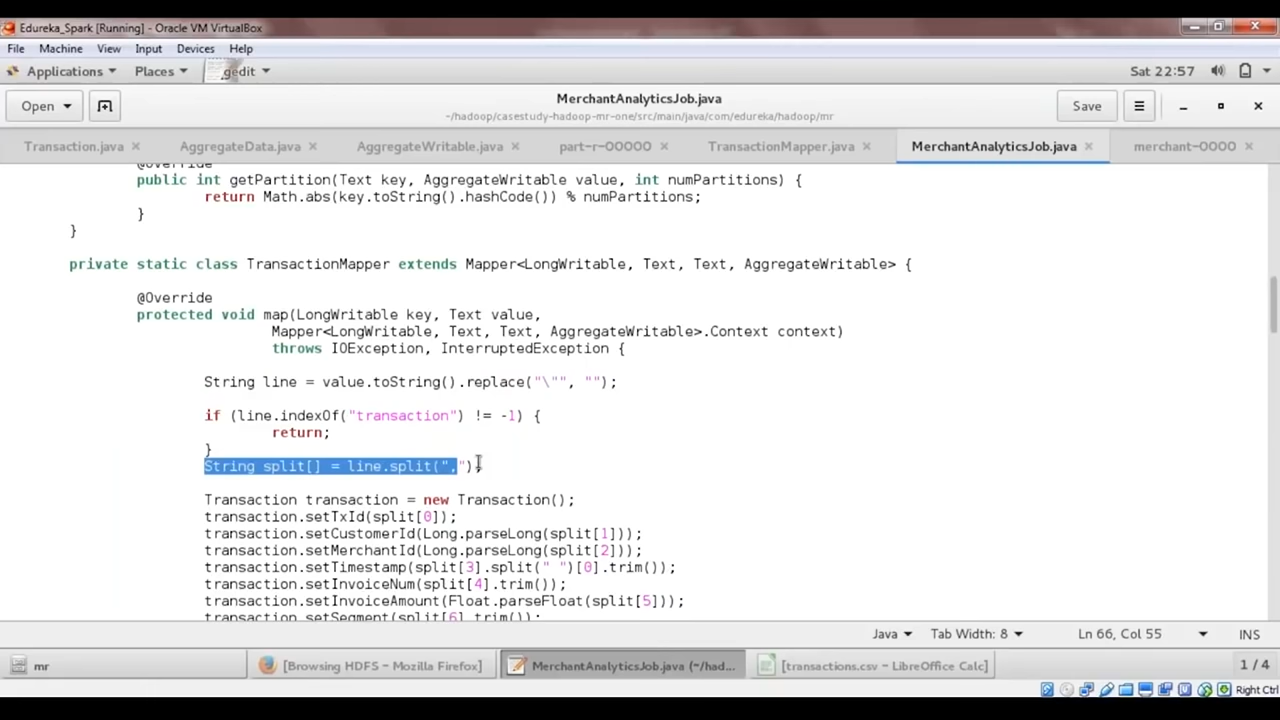 Edureka_Spark [Running] - Oracle VM VirtualBox
File Machine View Input Devices Help
Applications Places gedit Sat 22:57
Open MerchantAnalyticsJob.java Save
~/hadoop/casestudy-hadoop-mr-one/src/main/java/com/edureka/hadoop/mr
Transaction.java × AggregateData.java × AggregateWritable.java × part-r-00000 × TransactionMapper.java × MerchantAnalyticsJob.java × merchant-0000 ×
@Override
public int getPartition(Text key, AggregateWritable value, int numPartitions) {
return Math.abs(key.toString().hashCode()) % numPartitions;
}
}
private static class TransactionMapper extends Mapper<LongWritable, Text, Text, AggregateWritable> {
@Override
protected void map(LongWritable key, Text value,
Mapper<LongWritable, Text, Text, AggregateWritable>.Context context)
throws IOException, InterruptedException {
String line = value.toString().replace("\"", "");
if (line.indexOf("transaction") != -1) {
return;
}
String split[] = line.split(",");
Transaction transaction = new Transaction();
transaction.setTxId(split[0]);
transaction.setCustomerId(Long.parseLong(split[1]));
transaction.setMerchantId(Long.parseLong(split[2]));
transaction.setTimestamp(split[3].split(" ")[0].trim());
transaction.setInvoiceNum(split[4].trim());
transaction.setInvoiceAmount(Float.parseFloat(split[5]));
transaction.setSegment(split[6].trim());
Java Tab Width: 8 Ln 66, Col 55 INS
mr [Browsing HDFS - Mozilla Firefox] MerchantAnalyticsJob.java (~/had... [transactions.csv - LibreOffice Calc] 1 / 4
Right Ctrl